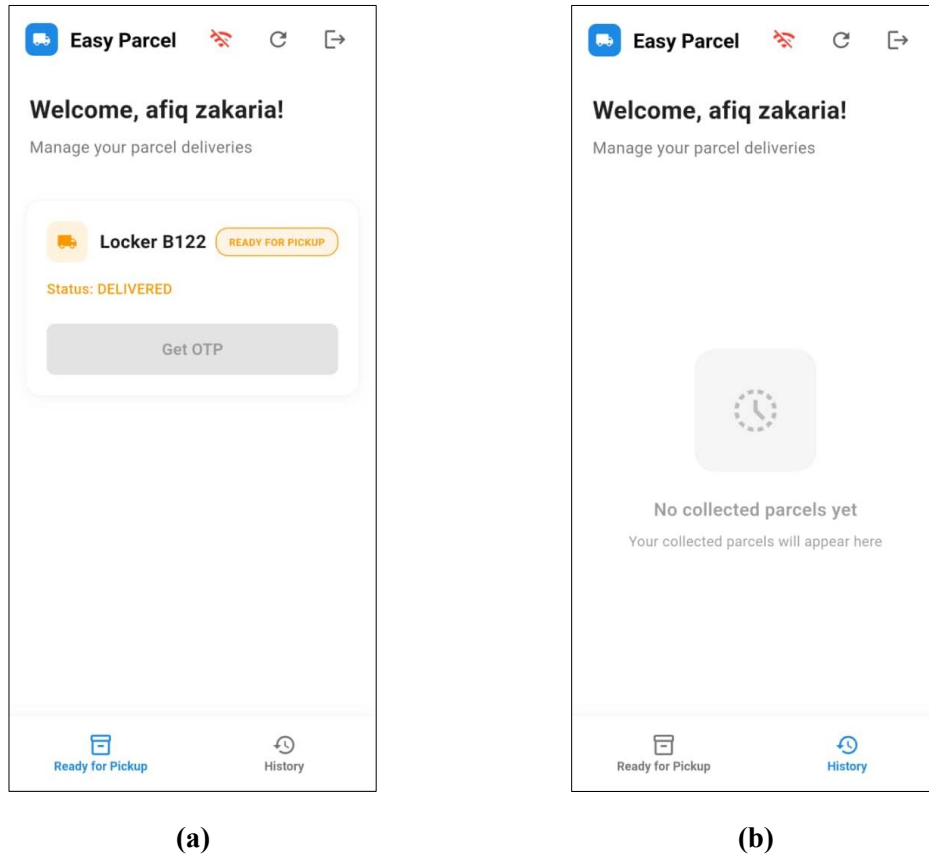 Easy Parcel
Welcome, afiq zakaria!
Manage your parcel deliveries
Locker B122
READY FOR PICKUP
Status: DELIVERED
Get OTP
Ready for Pickup
History
(a)
Easy Parcel
Welcome, afiq zakaria!
Manage your parcel deliveries
No collected parcels yet
Your collected parcels will appear here
Ready for Pickup
History
(b)